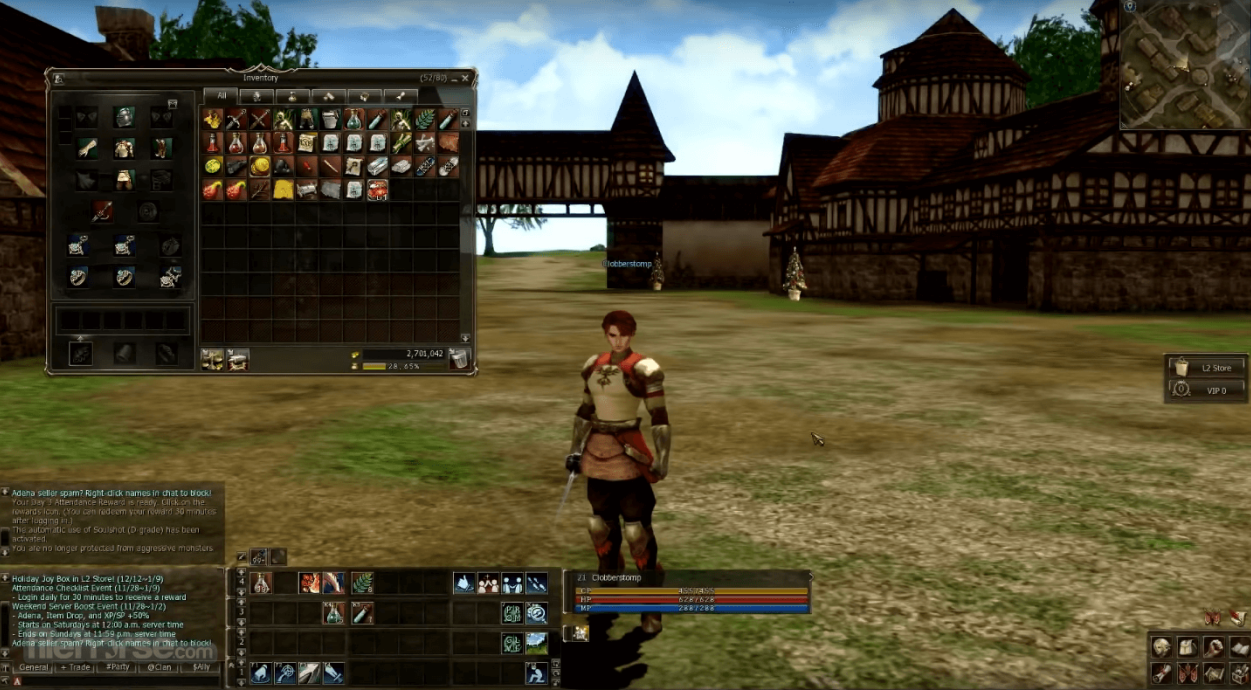 Inventory
(52/80)
All
2,701,042
28.65%
Clobberstomp
L2 Store
VIP 0
Adena seller spam? Right-click names in chat to block!
Your Day 3 Attendance Reward is ready. Click on the
rewards icon. (You can redeem your reward 30 minutes
after logging in.)
The automatic use of Soulshot (D-grade) has been
activated.
You are no longer protected from aggressive monsters.
Holiday Joy Box in L2 Store! (12/12~1/9)
Attendance Checklist Event (11/28~1/9)
- Login daily for 30 minutes to receive a reward
Weekend Server Boost Event (11/28~1/2)
- Adena, Item Drop, and XP/SP +50%
- Starts on Saturdays at 12:00 a.m. server time
- Ends on Sundays at 11:59 p.m. server time
Adena seller spam? Right-click names in chat to block!
General + Trade #Party @Clan $Ally
21 Clobberstomp
CP 455/455
HP 628/628
MP 288/288